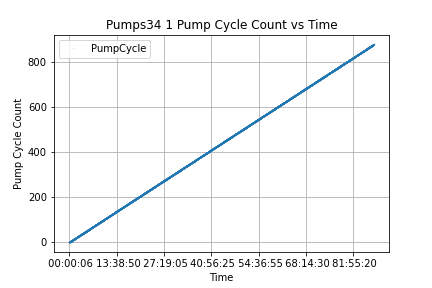 Pumps34 1 Pump Cycle Count vs Time
PumpCycle
Pump Cycle Count
800
600
400
200
0
00:00:06 13:38:50 27:19:05 40:56:25 54:36:55 68:14:30 81:55:20
Time